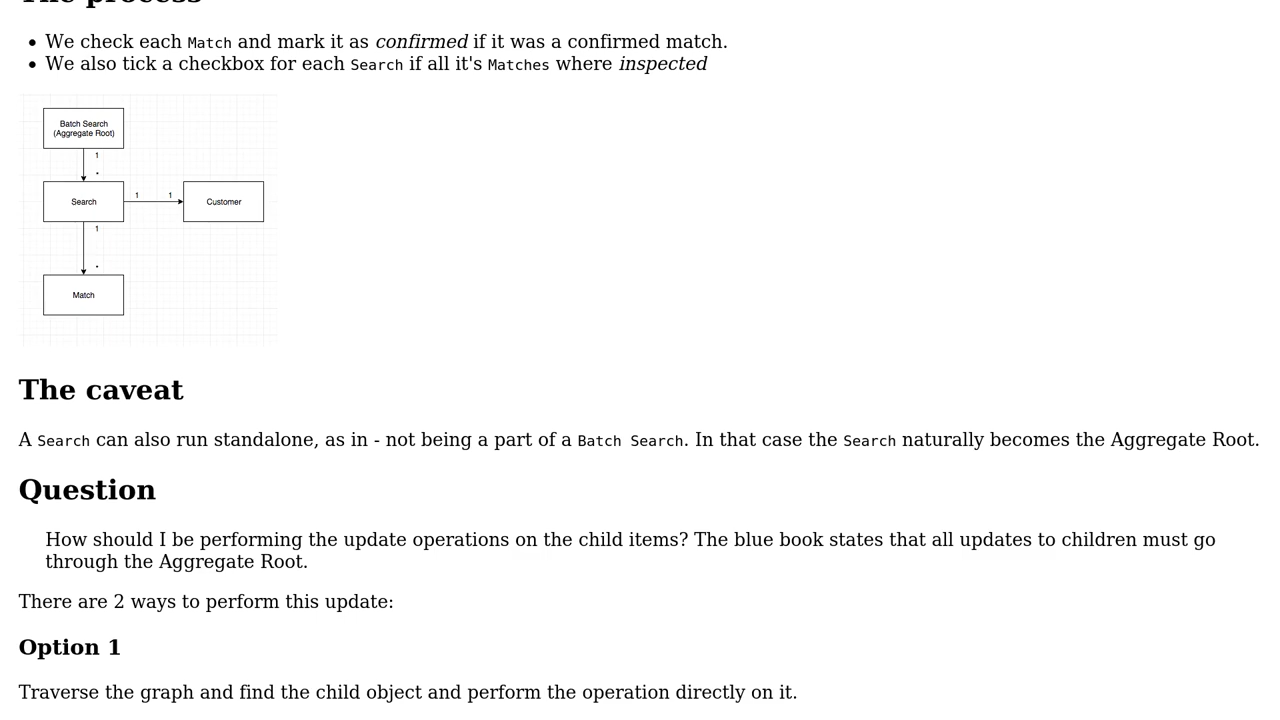 The process
We check each Match and mark it as confirmed if it was a confirmed match.
We also tick a checkbox for each Search if all it's Matches where inspected
Batch Search
(Aggregate Root)
1
*
Search
1
1
Customer
1
*
Match
The caveat
A Search can also run standalone, as in - not being a part of a Batch Search. In that case the Search naturally becomes the Aggregate Root.
Question
How should I be performing the update operations on the child items? The blue book states that all updates to children must go
through the Aggregate Root.
There are 2 ways to perform this update:
Option 1
Traverse the graph and find the child object and perform the operation directly on it.